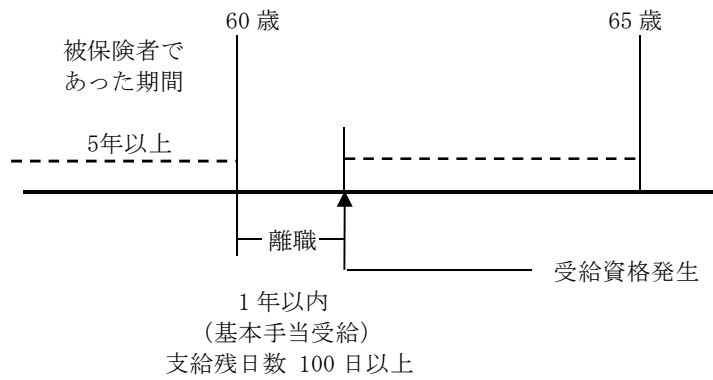 60 歳
65 歳
被保険者で
あった期間
5年以上
離職
受給資格発生
1 年以内
（基本手当受給）
支給残日数 100 日以上